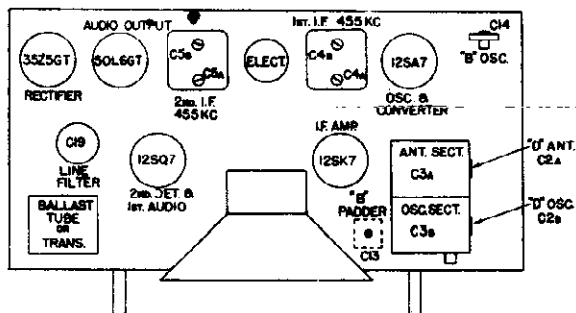 AUDIO OUTPUT
1ST. I.F. 455KC
C14
"B" OSC.
35Z5GT
RECTIFIER
50L6GT
C5B
C5A
2ND. I.F.
455 KC
ELECT.
C4B
C4A
12SA7
OSC &
CONVERTER
C19
LINE
FILTER
12SQ7
2ND. DET. &
1ST. AUDIO
I.F. AMP.
12SK7
ANT. SECT.
C3A
OSC. SECT.
C3B
"D" ANT.
C2A
"D" OSC.
C2B
BALLAST
TUBE
OR
TRANS.
"B"
PADDER
C13